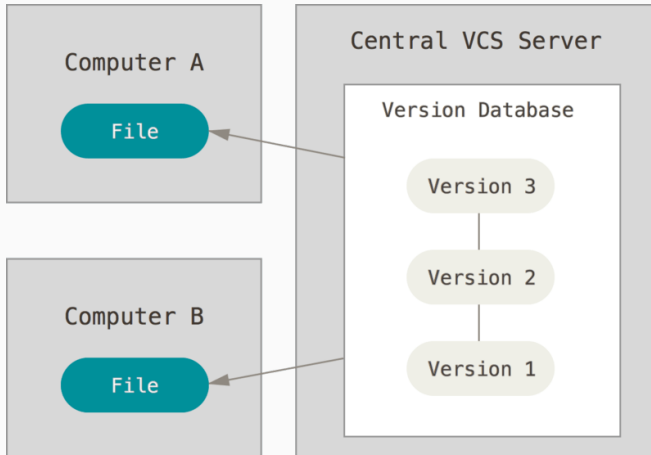 Computer A
File
Computer B
File
Central VCS Server
Version Database
Version 3
Version 2
Version 1